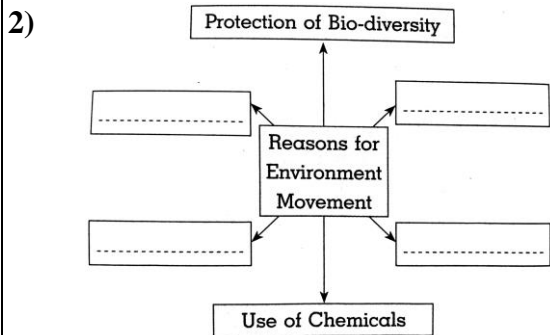 2)
Protection of Bio-diversity
Reasons for
Environment
Movement
Use of Chemicals